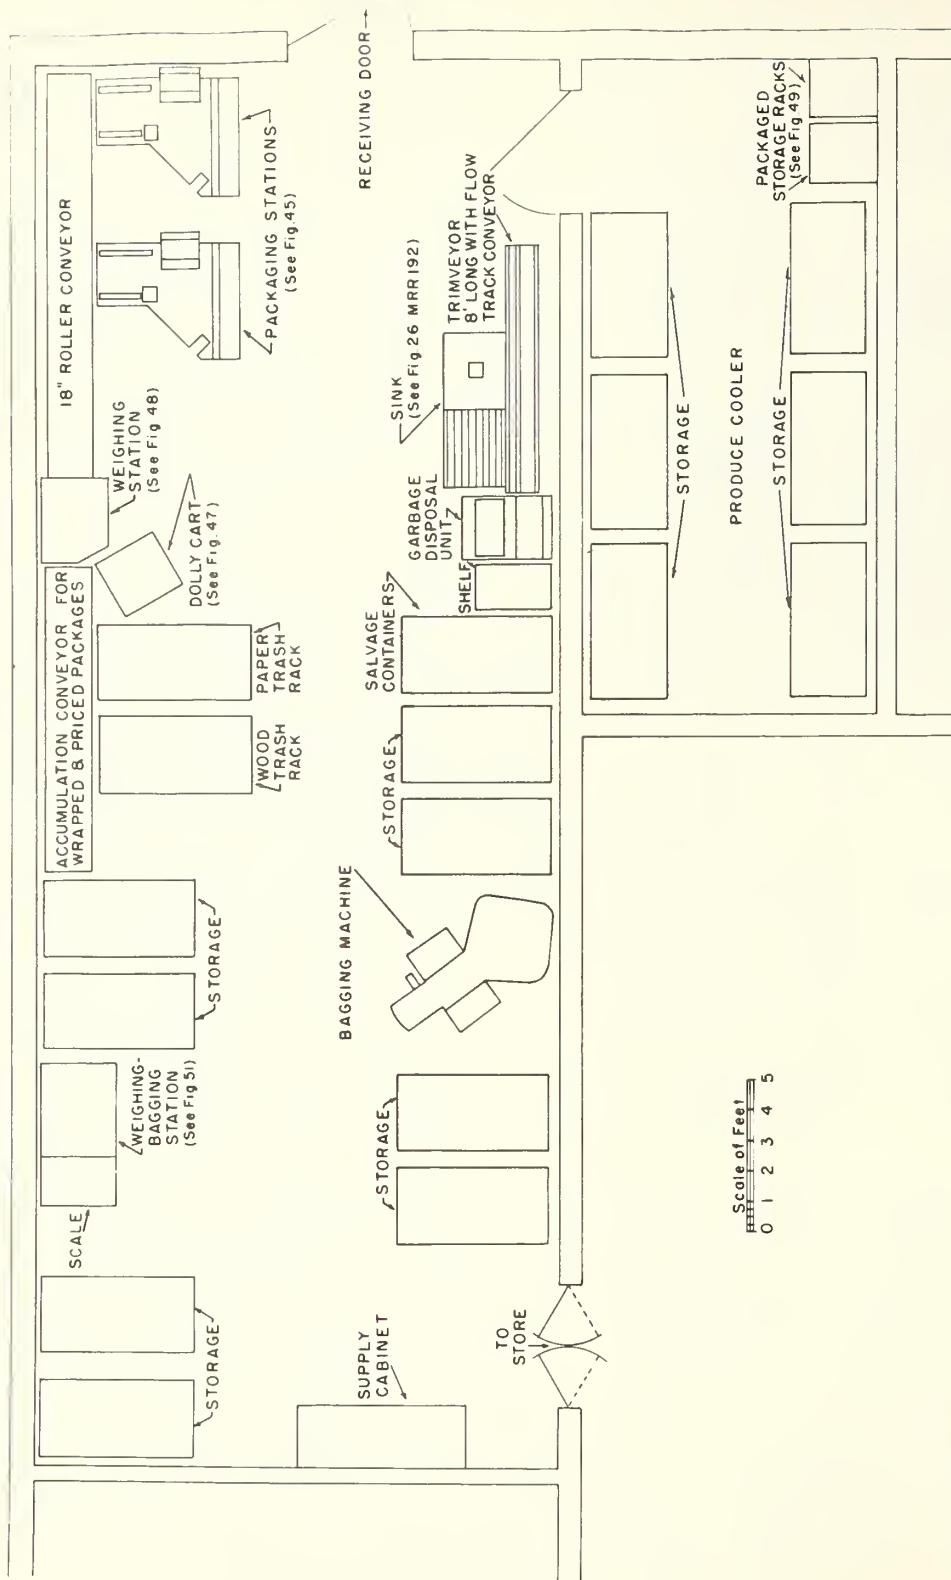 RECEIVING DOOR
18" ROLLER CONVEYOR
PACKAGING STATIONS
(See Fig. 45)
WEIGHING
STATION
(See Fig 48)
DOLLY CART
(See Fig. 47)
ACCUMULATION CONVEYOR FOR
WRAPPED & PRICED PACKAGES
PAPER
TRASH
RACK
WOOD
TRASH
RACK
STORAGE
WEIGHING-
BAGGING
STATION
(See Fig 51)
SCALE
STORAGE
SUPPLY
CABINET
TO
STORE
STORAGE
BAGGING MACHINE
STORAGE
SALVAGE
CONTAINERS
SHELF
GARBAGE
DISPOSAL
UNIT
SINK
(See Fig 26 MRR192)
TRIMVEYOR
8' LONG WITH FLOW
TRACK CONVEYOR
PACKAGED
STORAGE RACKS
(See Fig. 49)
STORAGE
PRODUCE COOLER
STORAGE
Scale of Feet
0 1 2 3 4 5